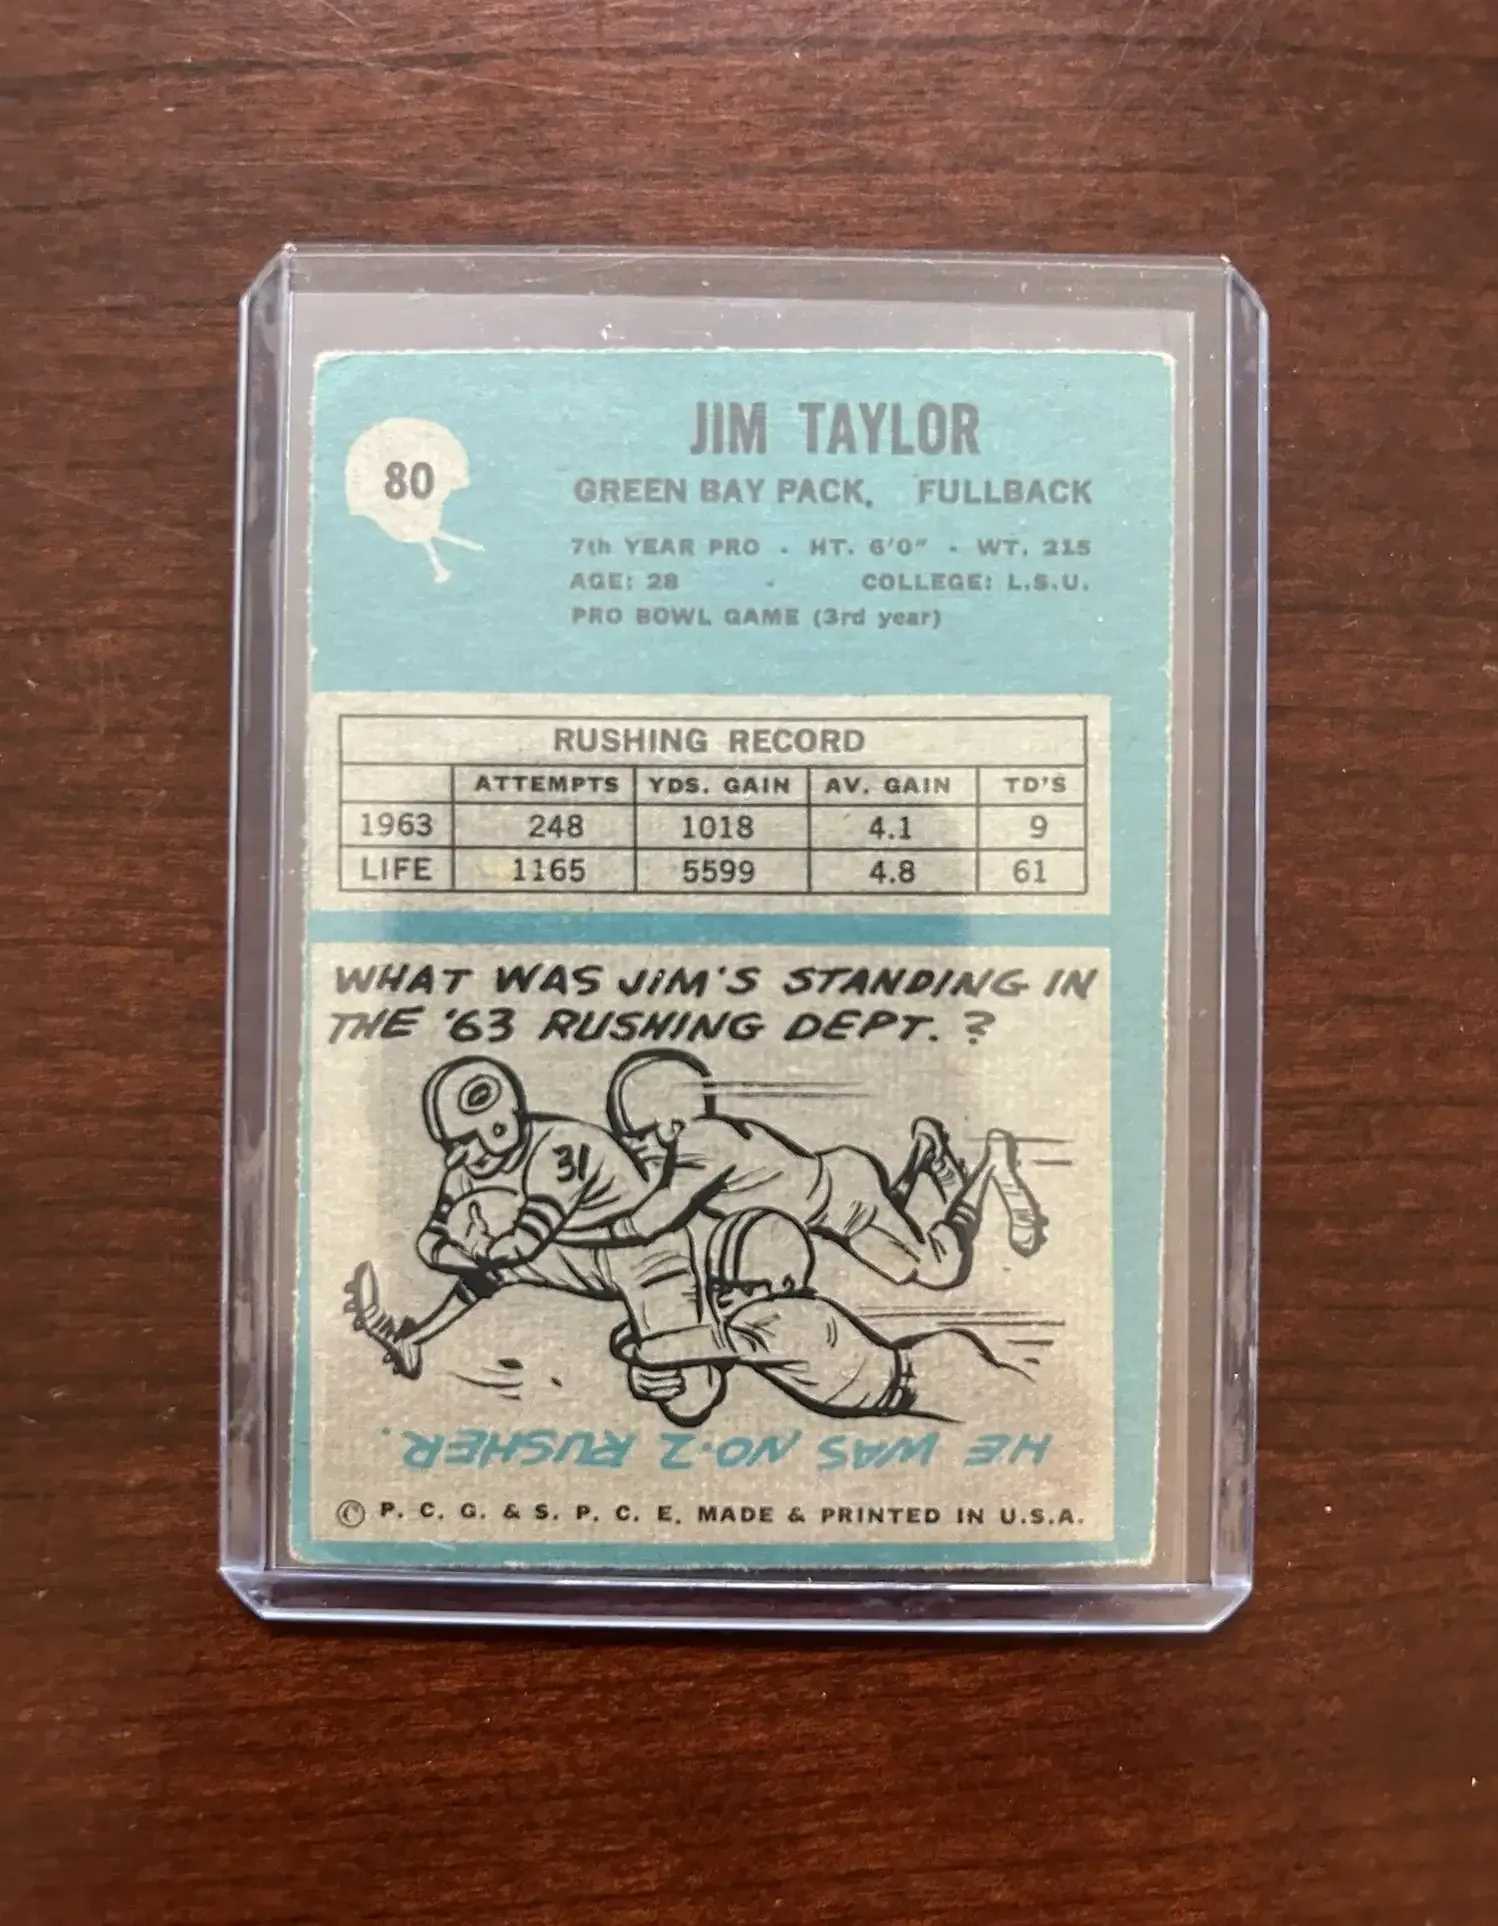 80
JIM TAYLOR
GREEN BAY PACK. FULLBACK
7th YEAR PRO - HT. 6'0" - WT. 215
AGE: 28 - COLLEGE: L.S.U.
PRO BOWL GAME (3rd year)
RUSHING RECORD
ATTEMPTS YDS. GAIN AV. GAIN TD'S
1963 248 1018 4.1 9
LIFE 1165 5599 4.8 61
WHAT WAS JIM'S STANDING IN
THE '63 RUSHING DEPT. ?
31
HE WAS NO. 2 RUSHER.
© P. C. G. & S. P. C. E. MADE & PRINTED IN U.S.A.